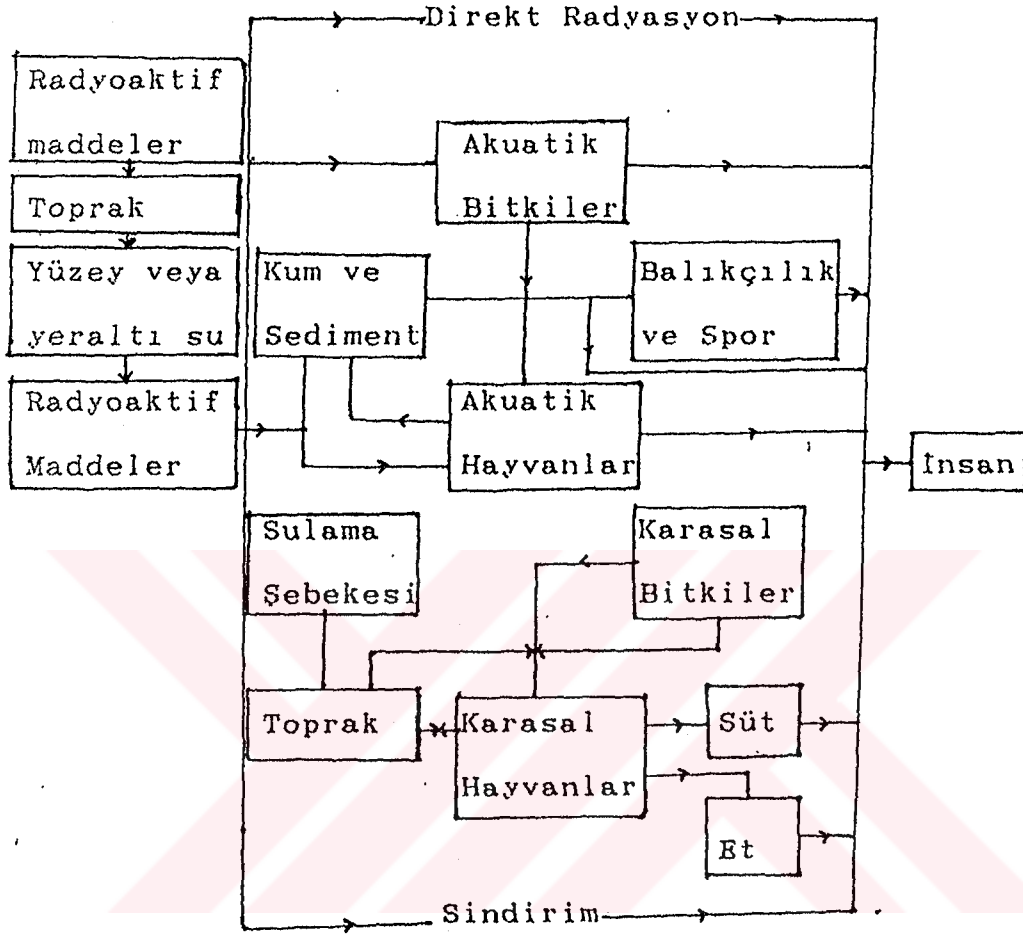 Direkt Radyasyon
Radyoaktif
maddeler
Toprak
Yüzey veya
yeraltı su
Radyoaktif
Maddeler
Akuatik
Bitkiler
Kum ve
Sediment
Balıkçılık
ve Spor
Akuatik
Hayvanlar
İnsan
Sulama
Şebekesi
Karasal
Bitkiler
Toprak
Karasal
Hayvanlar
Süt
Et
Sindirim